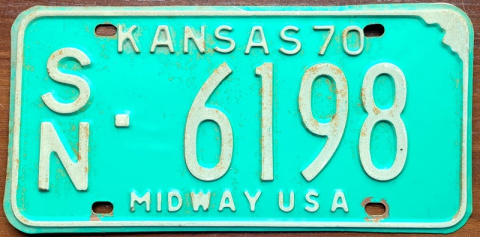 KANSAS 70
SN · 6198
MIDWAY USA